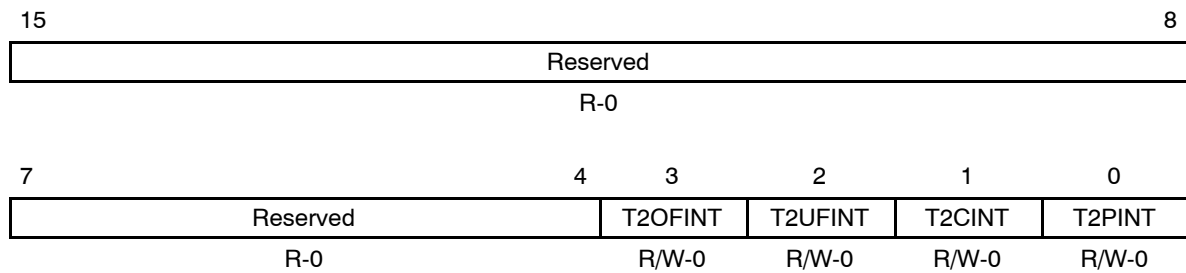 15 8
Reserved
R-0
7 4 3 2 1 0
Reserved T2OFINT T2UFINT T2CINT T2PINT
R-0 R/W-0 R/W-0 R/W-0 R/W-0